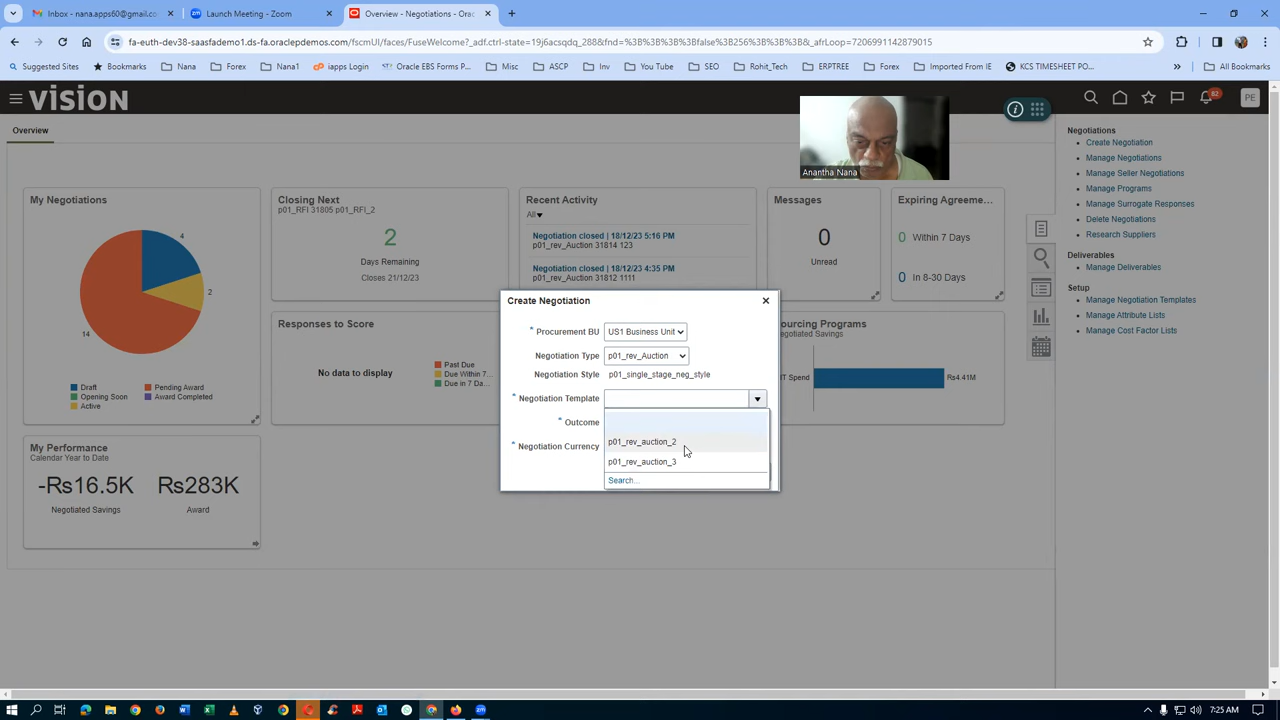 Inbox - nana.apps60@gmail.co
Launch Meeting - Zoom
Overview - Negotiations - Orac
fa-euth-dev38-saasfademo1.ds-fa.oraclepdemos.com/fscmUI/faces/FuseWelcome?_adf.ctrl-state=19j6acsqdq_288&fnd=%3B%3B%3B%3Bfalse%3B256%3B%3B%3B&_afrLoop=7206991142879015
Suggested Sites
Bookmarks
Nana
Forex
Nana1
iapps Login
Oracle EBS Forms P...
Misc
ASCP
Inv
You Tube
SEO
Rohit_Tech
ERPTREE
Forex
Imported From IE
KCS TIMESHEET PO...
All Bookmarks
VISION
82
PE
Overview
Anantha Nana
My Negotiations
4
2
14
Draft
Opening Soon
Active
Pending Award
Award Completed
Closing Next
p01_RFI 31805 p01_RFI_2
2
Days Remaining
Closes 21/12/23
Recent Activity
All
Negotiation closed | 18/12/23 5:16 PM
p01_rev_Auction 31814 123
Negotiation closed | 18/12/23 4:35 PM
p01_rev_Auction 31812 1111
Messages
0
Unread
Expiring Agreeme...
0 Within 7 Days
0 In 8-30 Days
Responses to Score
No data to display
Past Due
Due Within 7...
Due in 7 Da...
ourcing Programs
egotiated Savings
IT Spend
Rs4.41M
My Performance
Calendar Year to Date
-Rs16.5K
Negotiated Savings
Rs283K
Award
Create Negotiation
* Procurement BU
US1 Business Unit
Negotiation Type
p01_rev_Auction
Negotiation Style
p01_single_stage_neg_style
* Negotiation Template
* Outcome
* Negotiation Currency
p01_rev_auction_2
p01_rev_auction_3
Search...
Negotiations
Create Negotiation
Manage Negotiations
Manage Seller Negotiations
Manage Programs
Manage Surrogate Responses
Delete Negotiations
Research Suppliers
Deliverables
Manage Deliverables
Setup
Manage Negotiation Templates
Manage Attribute Lists
Manage Cost Factor Lists
ENG
7:25 AM